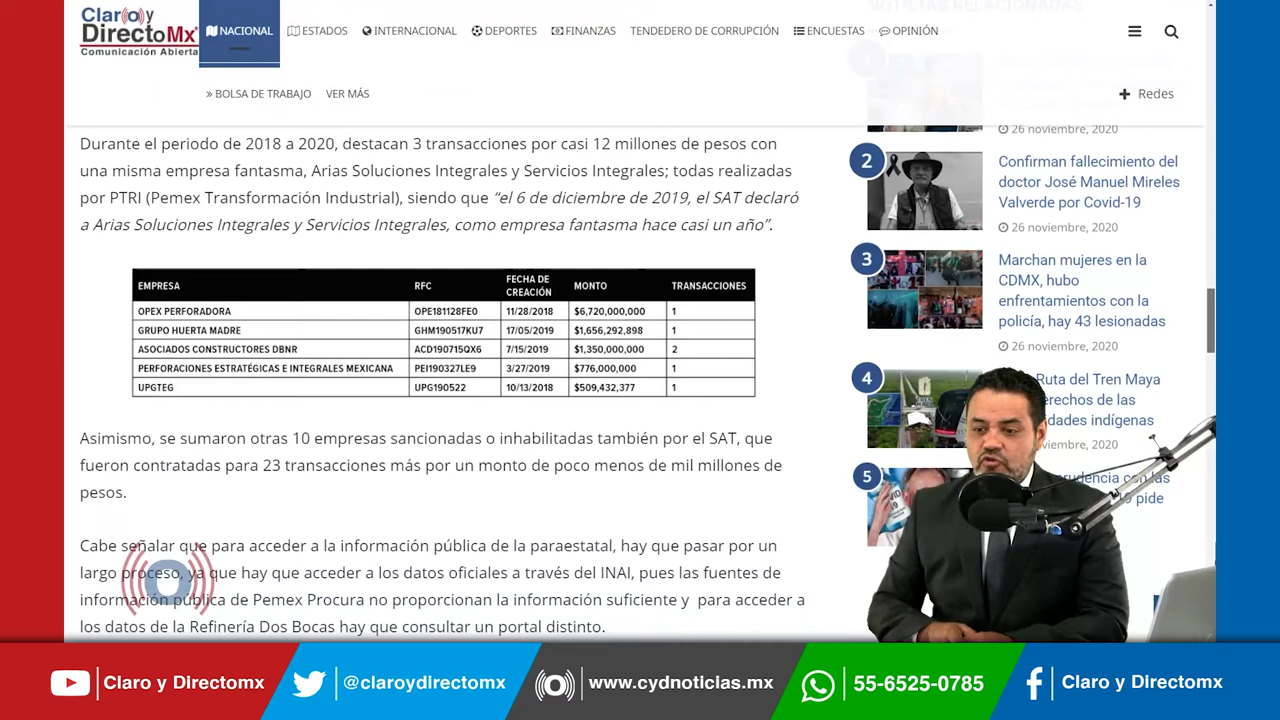 Claro y
DirectoMx
Comunicación Abierta
NACIONAL
ESTADOS
INTERNACIONAL
DEPORTES
FINANZAS
TENDEDERO DE CORRUPCIÓN
ENCUESTAS
OPINIÓN
» BOLSA DE TRABAJO
VER MÁS
+ Redes
NOTICIAS RELACIONADAS
Durante el periodo de 2018 a 2020, destacan 3 transacciones por casi 12 millones de pesos con
una misma empresa fantasma, Arias Soluciones Integrales y Servicios Integrales; todas realizadas
por PTRI (Pemex Transformación Industrial), siendo que “el 6 de diciembre de 2019, el SAT declaró
a Arias Soluciones Integrales y Servicios Integrales, como empresa fantasma hace casi un año”.
EMPRESA RFC FECHA DE CREACIÓN MONTO TRANSACCIONES
OPEX PERFORADORA OPE181128FE0 11/28/2018 $6,720,000,000 1
GRUPO HUERTA MADRE GHM190517KU7 17/05/2019 $1,656,292,898 1
ASOCIADOS CONSTRUCTORES DBNR ACD190715QX6 7/15/2019 $1,350,000,000 2
PERFORACIONES ESTRATÉGICAS E INTEGRALES MEXICANA PEI190327LE9 3/27/2019 $776,000,000 1
UPGTEG UPG190522 10/13/2018 $509,432,377 1
Asimismo, se sumaron otras 10 empresas sancionadas o inhabilitadas también por el SAT, que
fueron contratadas para 23 transacciones más por un monto de poco menos de mil millones de
pesos.
Cabe señalar que para acceder a la información pública de la paraestatal, hay que pasar por un
largo proceso, ya que hay que acceder a los datos oficiales a través del INAI, pues las fuentes de
información pública de Pemex Procura no proporcionan la información suficiente y para acceder a
los datos de la Refinería Dos Bocas hay que consultar un portal distinto.
26 noviembre, 2020
2
Confirman fallecimiento del
doctor José Manuel Mireles
Valverde por Covid-19
26 noviembre, 2020
3
Marchan mujeres en la
CDMX, hubo
enfrentamientos con la
policía, hay 43 lesionadas
26 noviembre, 2020
4
Ruta del Tren Maya
erechos de las
dades indígenas
viembre, 2020
5
rudencia con las
pide
Claro y Directomx
@claroydirectomx
www.cydnoticias.mx
55-6525-0785
Claro y Directomx